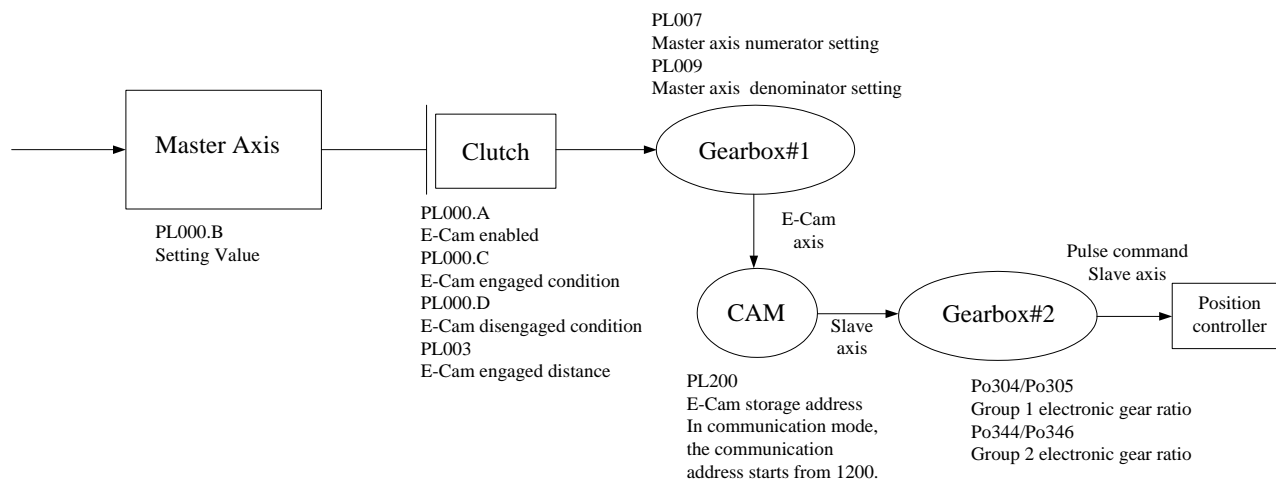 PL007
Master axis numerator setting
PL009
Master axis denominator setting
Master Axis
Clutch
Gearbox#1
PL000.B
Setting Value
PL000.A
E-Cam enabled
PL000.C
E-Cam engaged condition
PL000.D
E-Cam disengaged condition
PL003
E-Cam engaged distance
E-Cam
axis
CAM
Slave
axis
Gearbox#2
Pulse command
Slave axis
Position
controller
PL200
E-Cam storage address
In communication mode,
the communication
address starts from 1200.
Po304/Po305
Group 1 electronic gear ratio
Po344/Po346
Group 2 electronic gear ratio